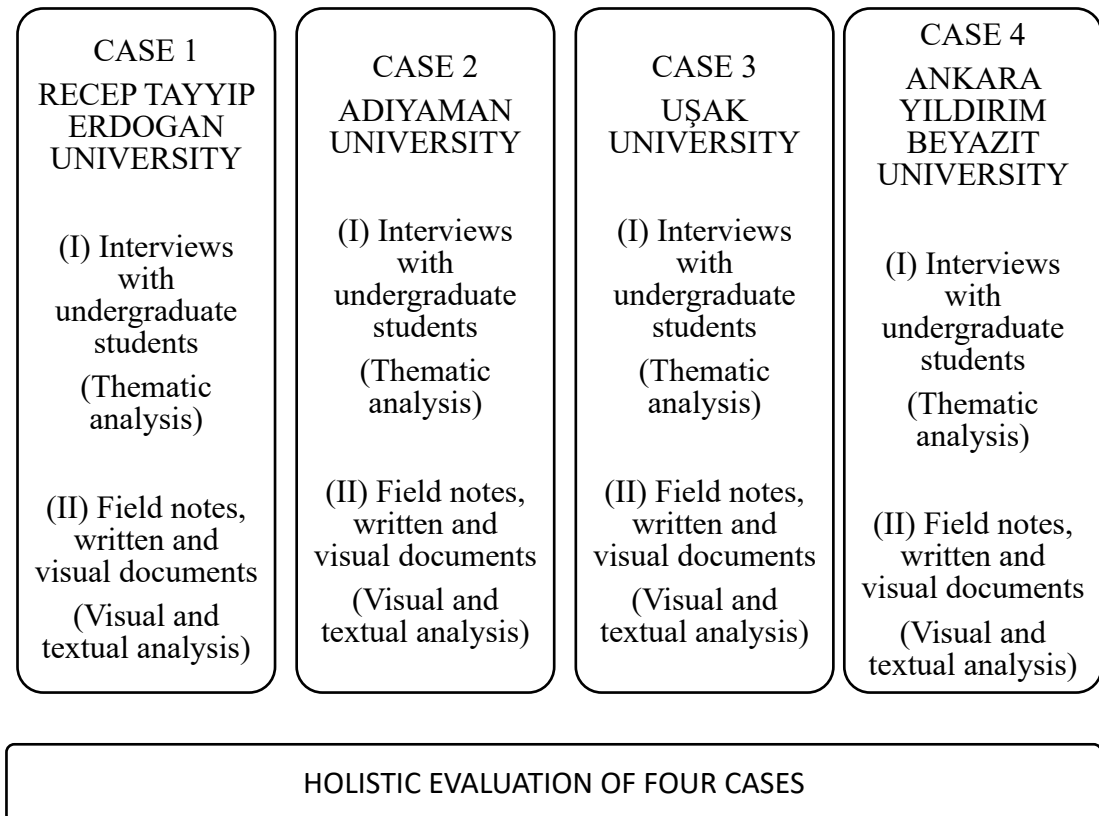 CASE 1
RECEP TAYYIP
ERDOGAN
UNIVERSITY
(I) Interviews
with
undergraduate
students
(Thematic
analysis)
(II) Field notes,
written and
visual documents
(Visual and
textual analysis)
CASE 2
ADIYAMAN
UNIVERSITY
(I) Interviews
with
undergraduate
students
(Thematic
analysis)
(II) Field notes,
written and
visual documents
(Visual and
textual analysis)
CASE 3
UŞAK
UNIVERSITY
(I) Interviews
with
undergraduate
students
(Thematic
analysis)
(II) Field notes,
written and
visual documents
(Visual and
textual analysis)
CASE 4
ANKARA
YILDIRIM
BEYAZIT
UNIVERSITY
(I) Interviews
with
undergraduate
students
(Thematic
analysis)
(II) Field notes,
written and
visual documents
(Visual and
textual analysis)
HOLISTIC EVALUATION OF FOUR CASES